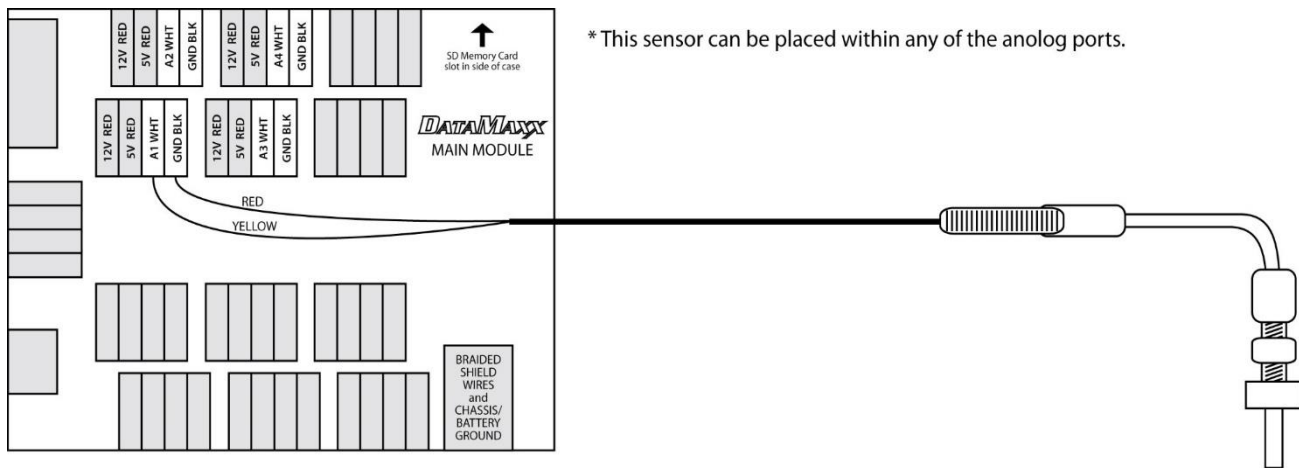 12V RED
5V RED
A2 WHT
GND BLK
12V RED
5V RED
A4 WHT
GND BLK
SD Memory Card
slot in side of case
* This sensor can be placed within any of the anolog ports.
12V RED
5V RED
A1 WHT
GND BLK
12V RED
5V RED
A3 WHT
GND BLK
DATAMAXX
MAIN MODULE
RED
YELLOW
BRAIDED
SHIELD
WIRES
and
CHASSIS/
BATTERY
GROUND